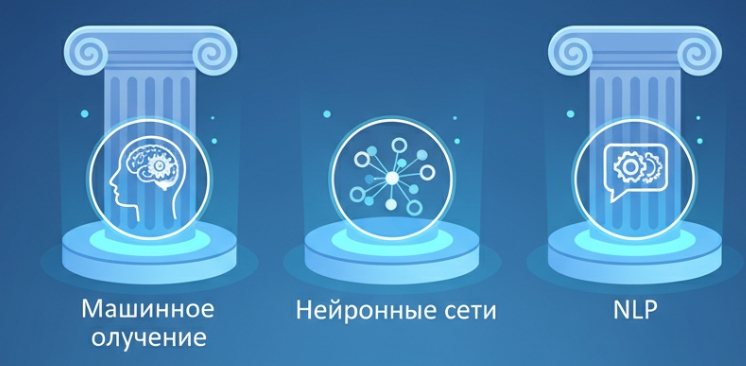 Машинное
олучение
Нейронные сети
NLP